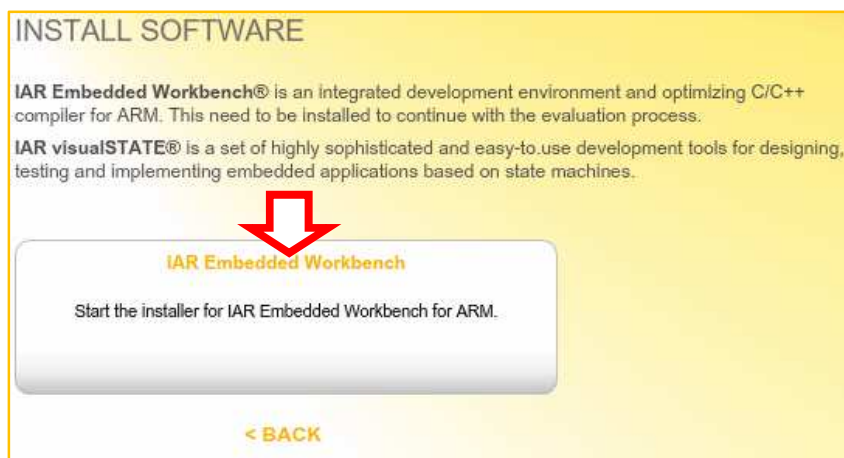 INSTALL SOFTWARE
IAR Embedded Workbench® is an integrated development environment and optimizing C/C++
compiler for ARM. This need to be installed to continue with the evaluation process.
IAR visualSTATE® is a set of highly sophisticated and easy-to.use development tools for designing,
testing and implementing embedded applications based on state machines.
IAR Embedded Workbench
Start the installer for IAR Embedded Workbench for ARM.
< BACK